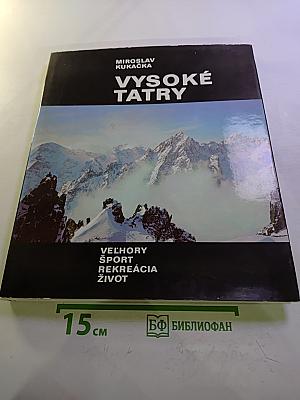 MIROSLAV
KUKAČKA
VYSOKÉ
TATRY
VEĽHORY
ŠPORT
REKREÁCIA
ŽIVOT
15 см
БФ БИБЛИОФАН